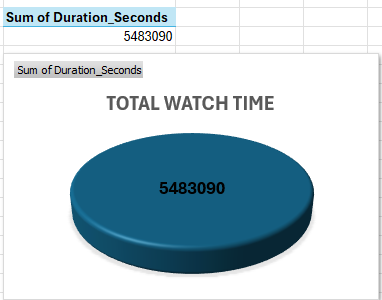 Sum of Duration_Seconds
5483090
Sum of Duration_Seconds
TOTAL WATCH TIME
5483090